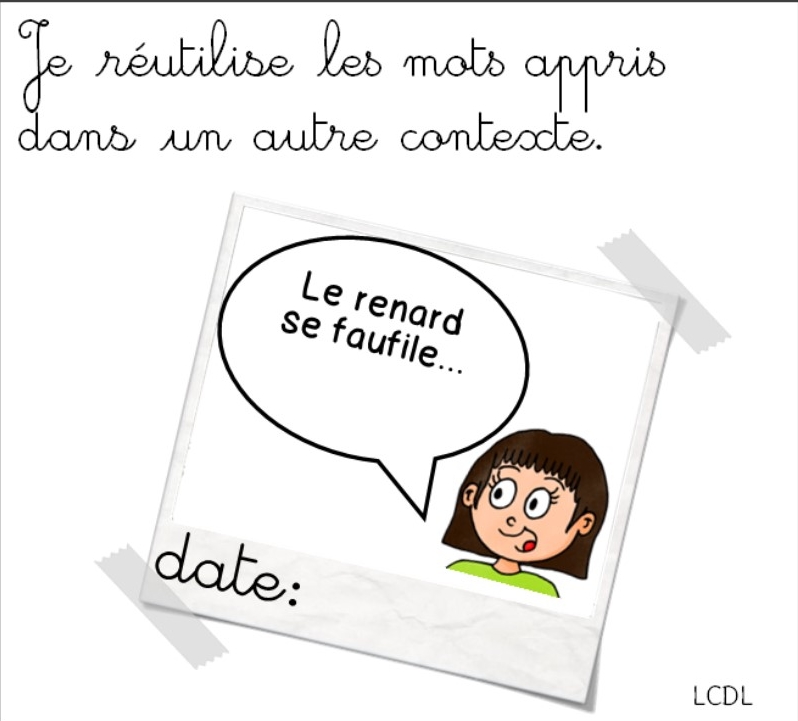 Je réutilise les mots appris
dans un autre contexte.
Le renard
se faufile...
date:
LCDL